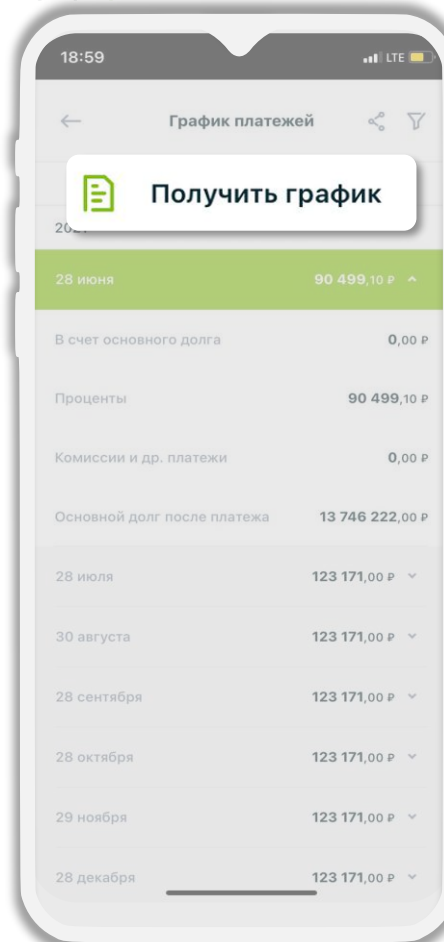 18:59 LTE
График платежей
Получить график
28 июня 90 499,10 ₽
В счет основного долга 0,00 ₽
Проценты 90 499,10 ₽
Комиссии и др. платежи 0,00 ₽
Основной долг после платежа 13 746 222,00 ₽
28 июля 123 171,00 ₽
30 августа 123 171,00 ₽
28 сентября 123 171,00 ₽
28 октября 123 171,00 ₽
29 ноября 123 171,00 ₽
28 декабря 123 171,00 ₽